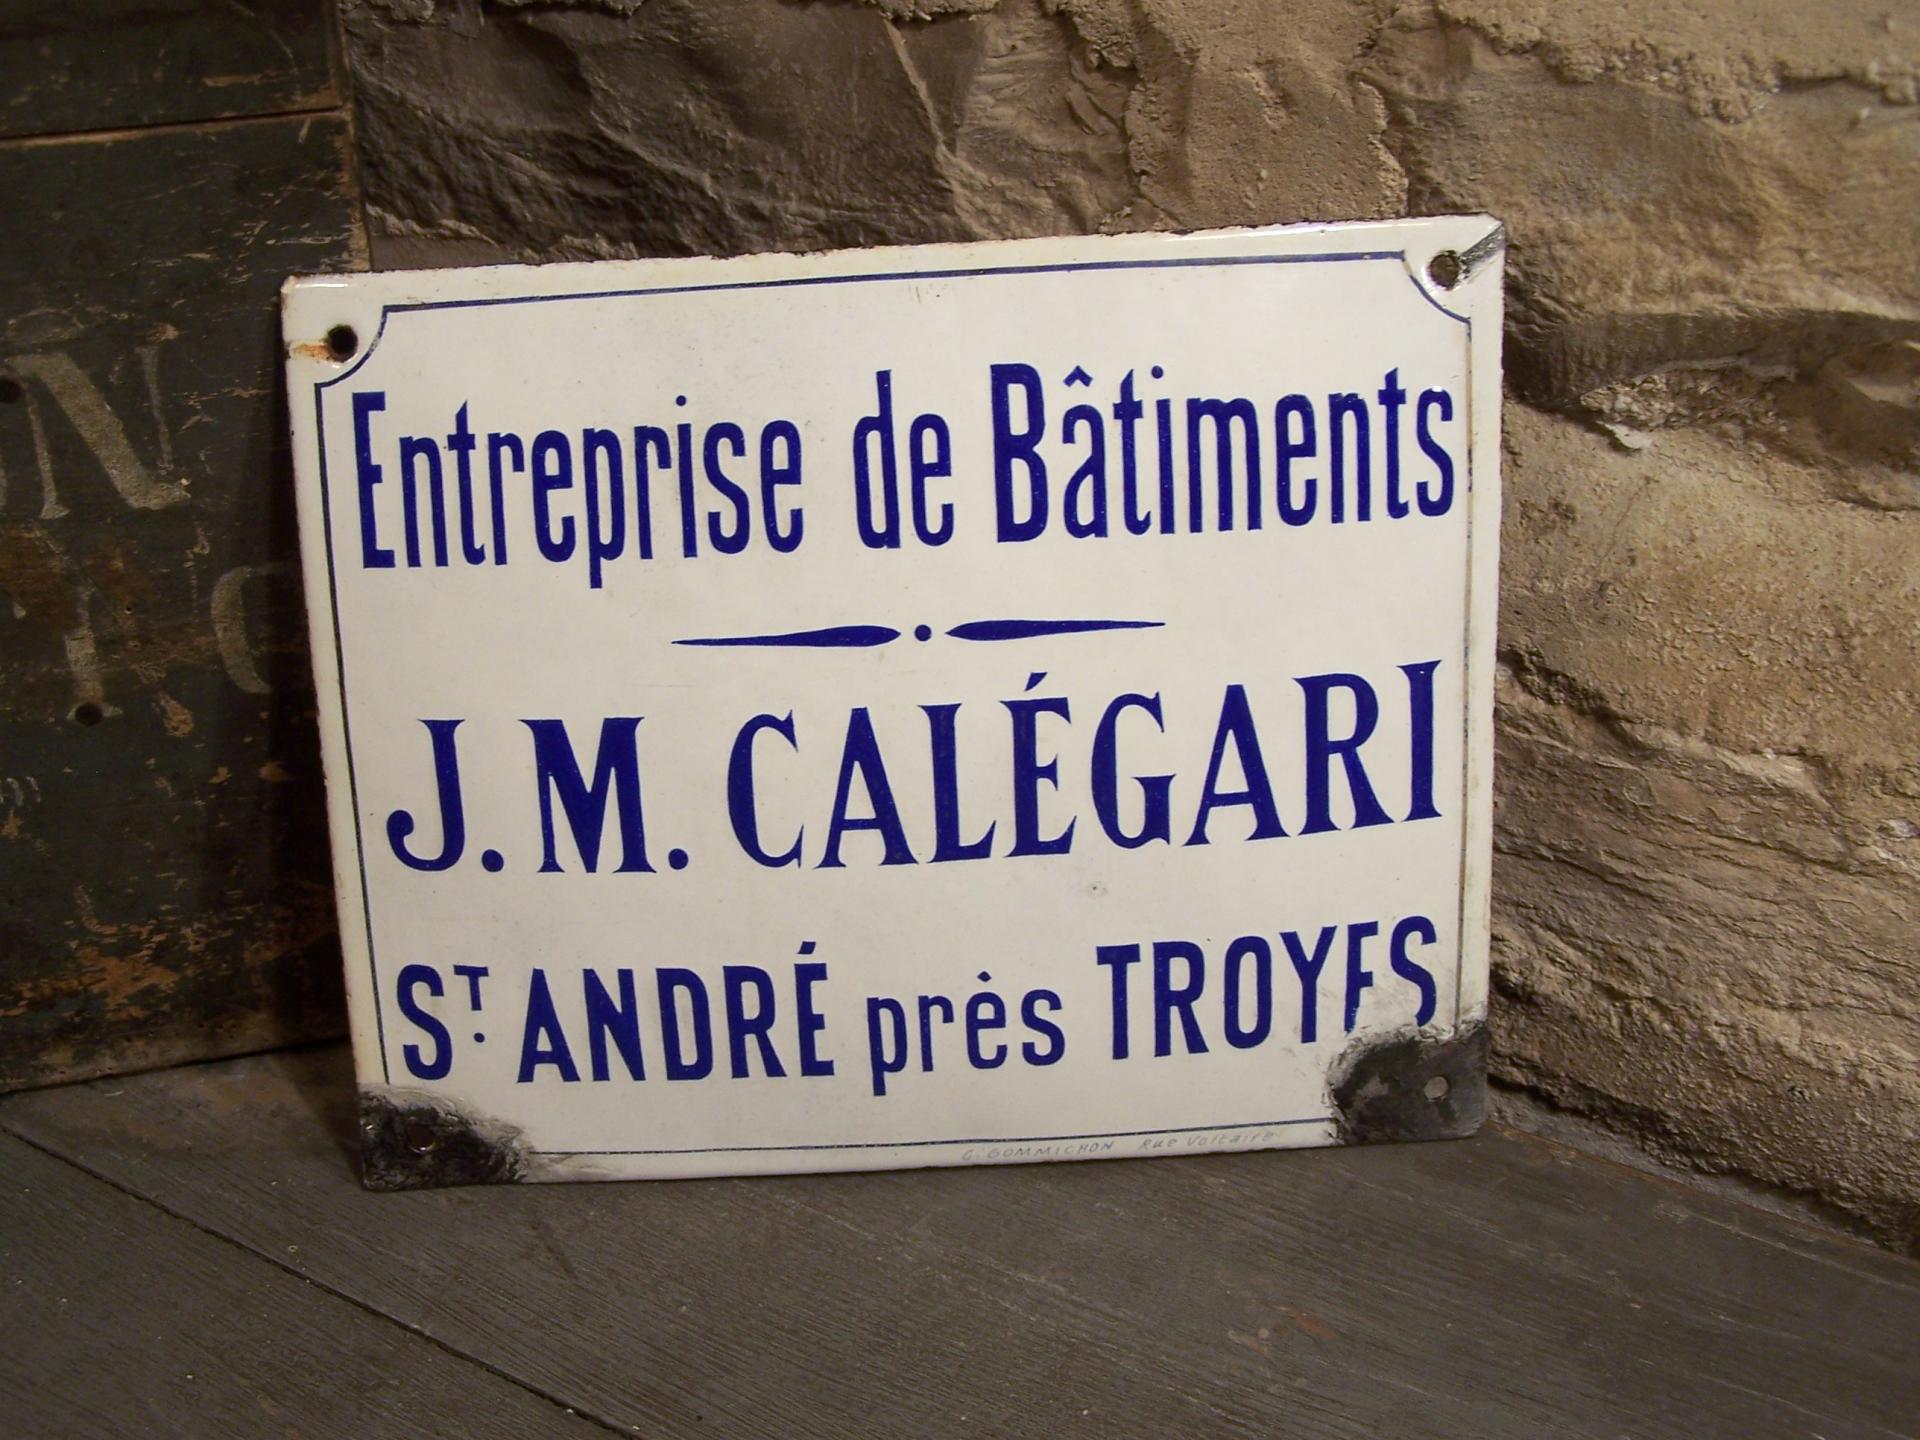 Entreprise de Bâtiments
J. M. CALÉGARI
ST. ANDRÉ près TROYES
G. GOMMICHON Rue Voltaire